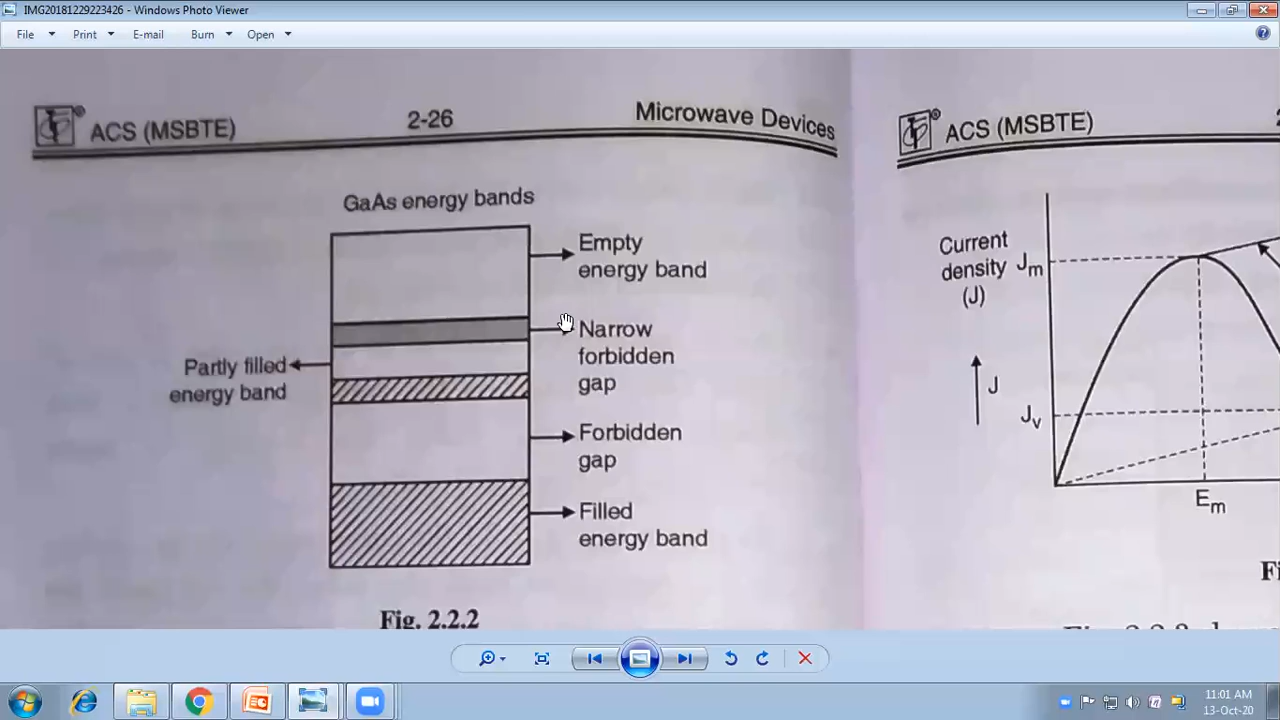 IMG20181229223426 - Windows Photo Viewer
File Print E-mail Burn Open
ACS (MSBTE) 2-26 Microwave Devices
GaAs energy bands
Empty
energy band
Narrow
forbidden
gap
Partly filled
energy band
Forbidden
gap
Filled
energy band
Fig. 2.2.2
ACS (MSBTE)
Current
density
(J)
Jm
J
Jv
Em
11:01 AM
13-Oct-20